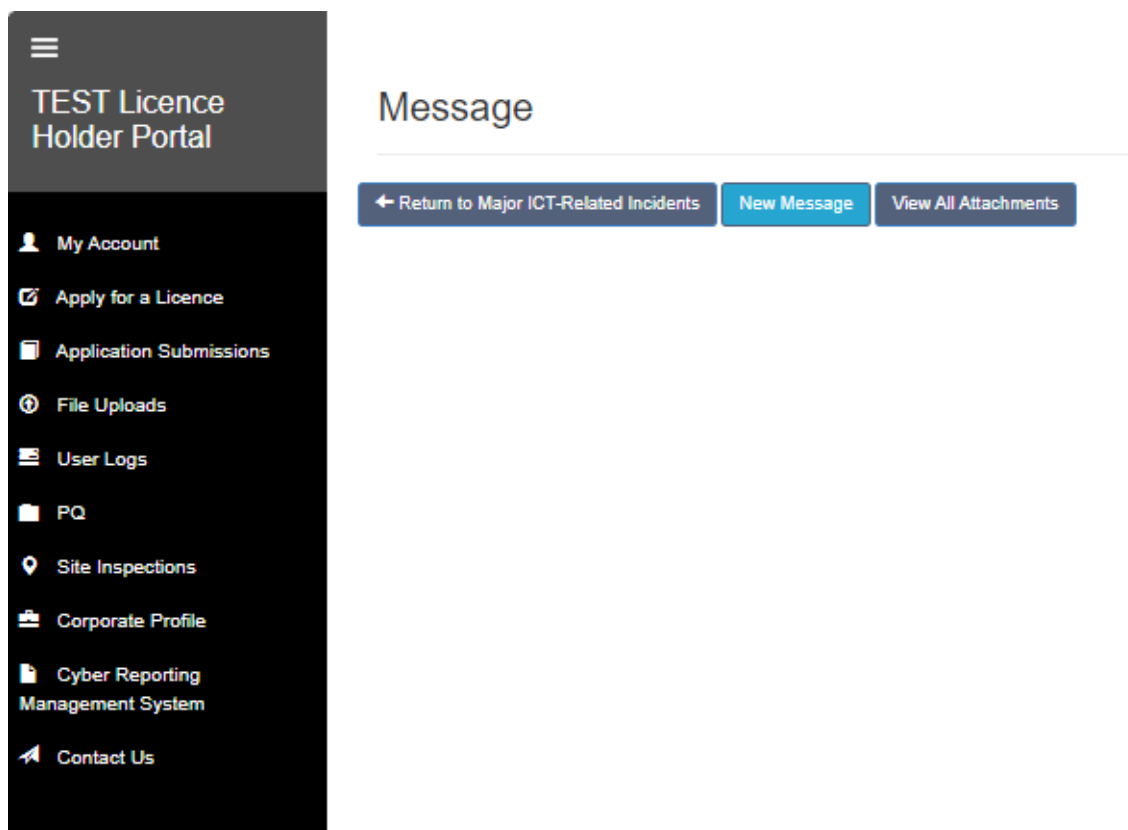 TEST Licence
Holder Portal
My Account
Apply for a Licence
Application Submissions
File Uploads
User Logs
PQ
Site Inspections
Corporate Profile
Cyber Reporting
Management System
Contact Us
Message
Return to Major ICT-Related Incidents
New Message
View All Attachments